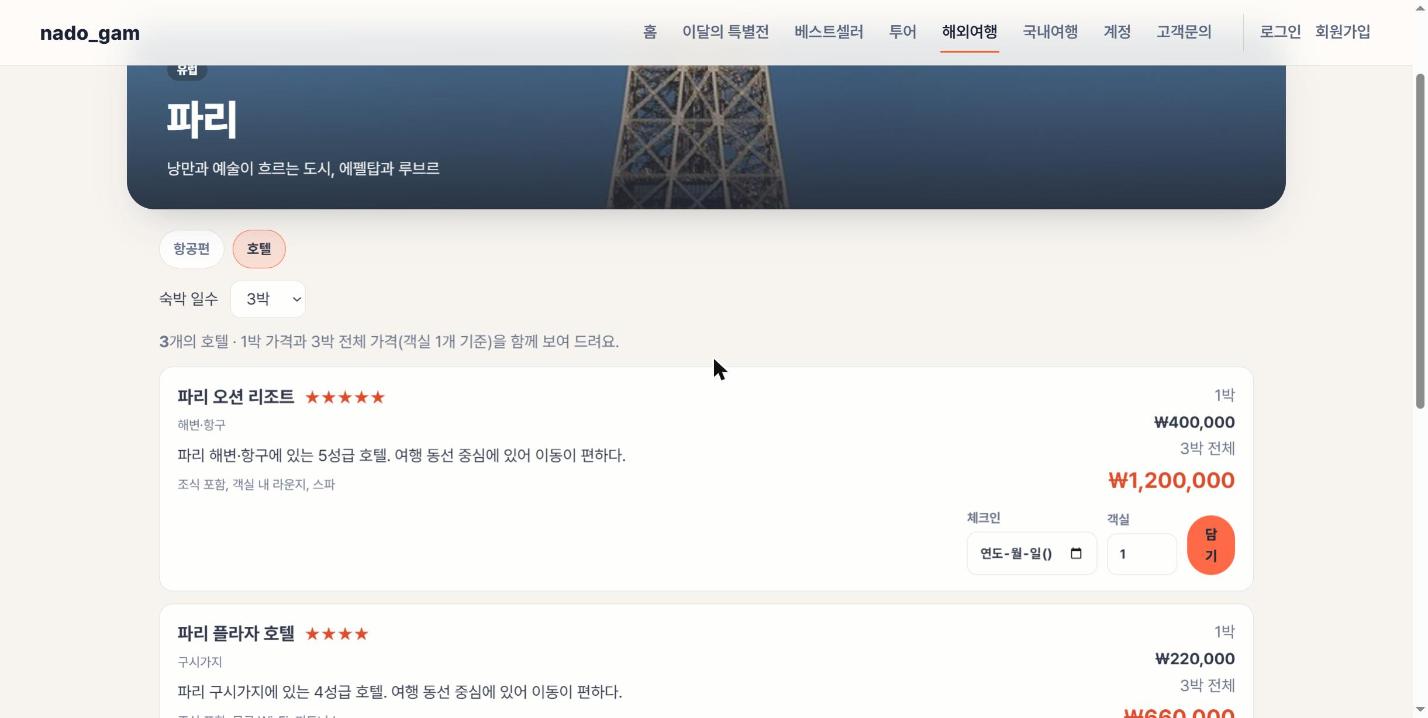 nado_gam
홈 이달의 특별전 베스트셀러 투어 해외여행 국내여행 계정 고객문의 로그인 회원가입
유럽
파리
낭만과 예술이 흐르는 도시, 에펠탑과 루브르
항공편 호텔
숙박 일수 3박
3개의 호텔 · 1박 가격과 3박 전체 가격(객실 1개 기준)을 함께 보여 드려요.
파리 오션 리조트 ★★★★★
해변·항구
파리 해변·항구에 있는 5성급 호텔. 여행 동선 중심에 있어 이동이 편하다.
조식 포함, 객실 내 라운지, 스파
1박
₩400,000
3박 전체
₩1,200,000
체크인 객실
연도-월-일() 1
담
기
파리 플라자 호텔 ★★★★
구시가지
파리 구시가지에 있는 4성급 호텔. 여행 동선 중심에 있어 이동이 편하다.
1박
₩220,000
3박 전체
₩660,000